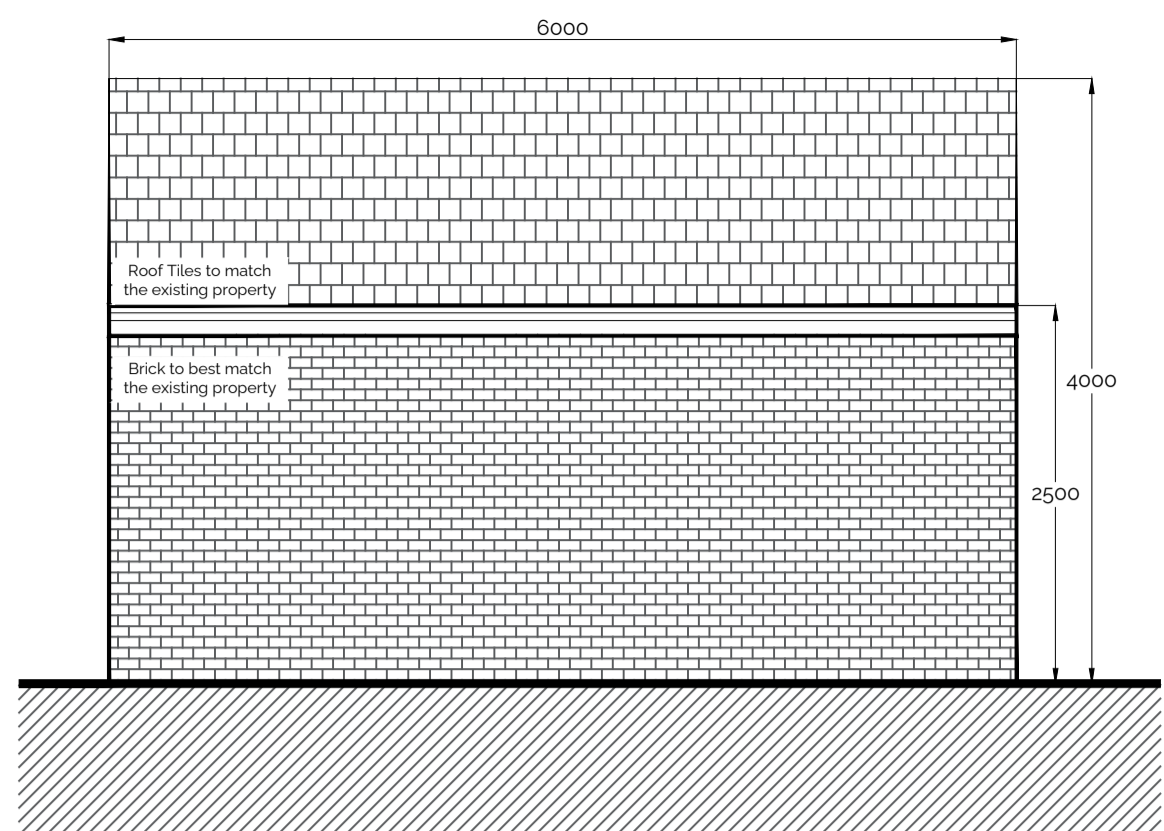 6000
Roof Tiles to match
the existing property
Brick to best match
the existing property
4000
2500